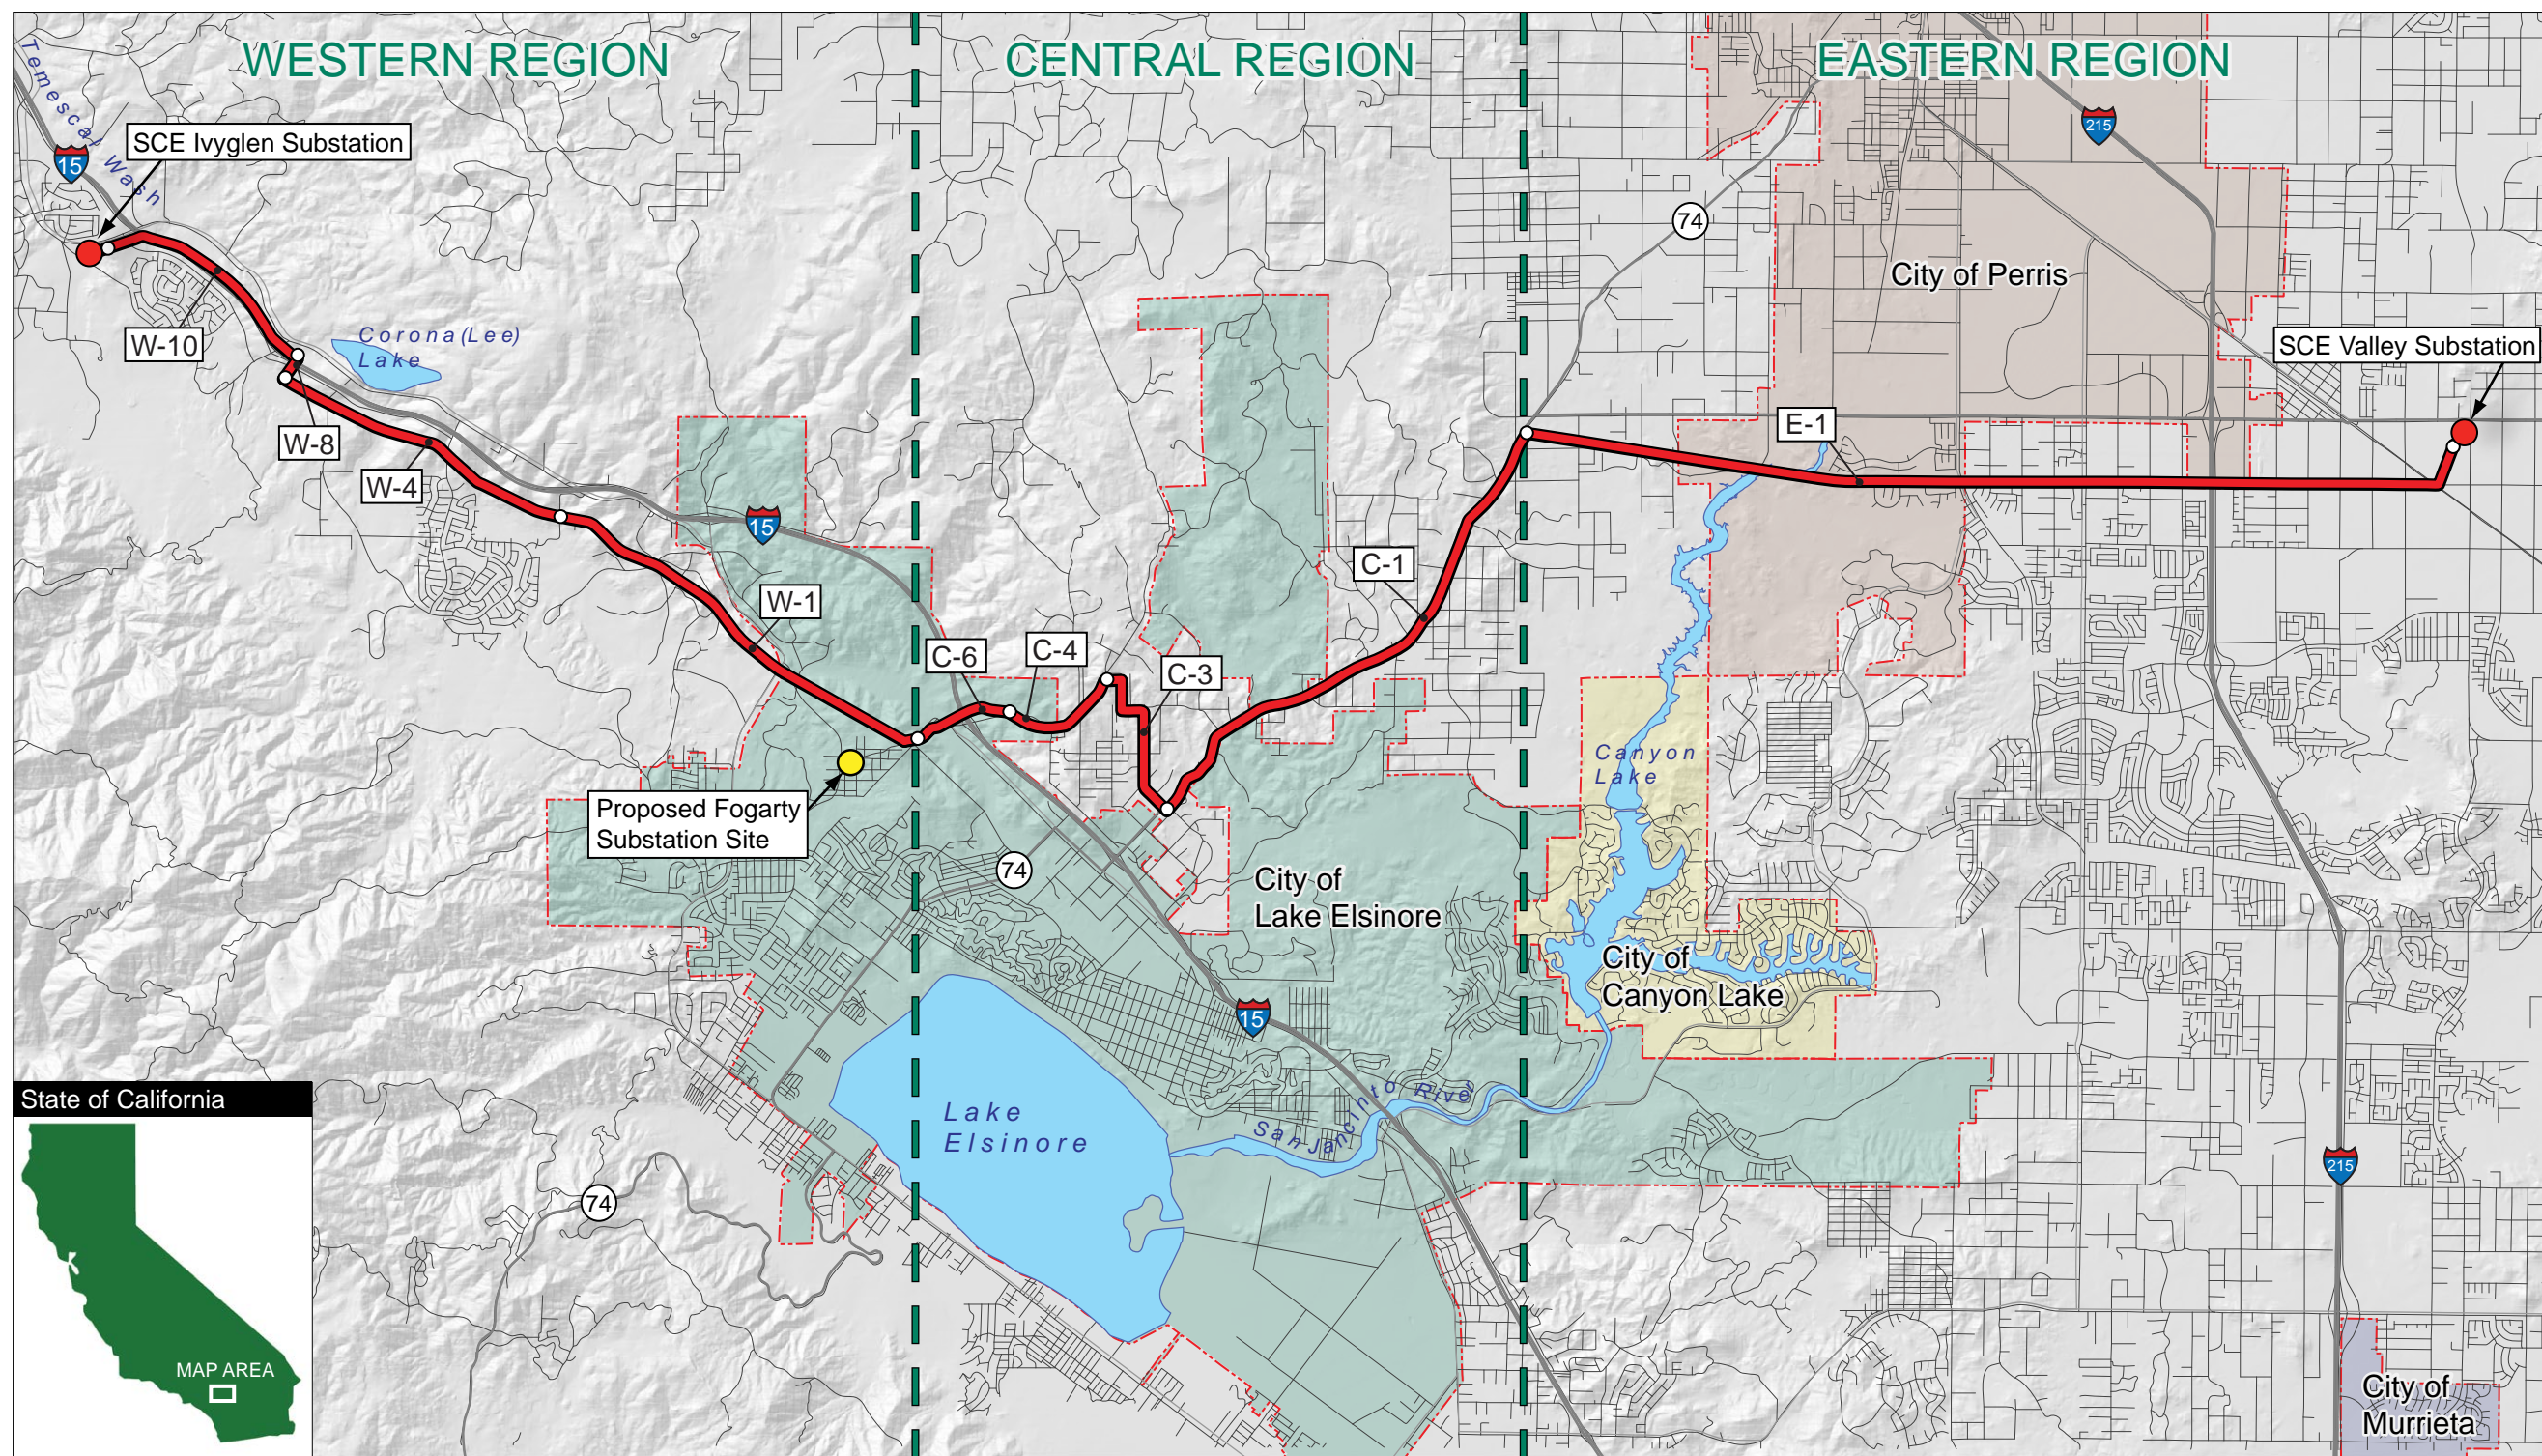 WESTERN REGION
CENTRAL REGION
EASTERN REGION
Temescal Wash
SCE Ivyglen Substation
15
215
74
City of Perris
W-10
Corona (Lee)
Lake
SCE Valley Substation
W-8
E-1
W-4
15
C-1
W-1
C-6
C-4
C-3
Canyon
Lake
Proposed Fogarty
Substation Site
74
City of
Lake Elsinore
City of
Canyon Lake
15
Lake
Elsinore
San Jancinto River
State of California
215
74
MAP AREA
City of
Murrieta